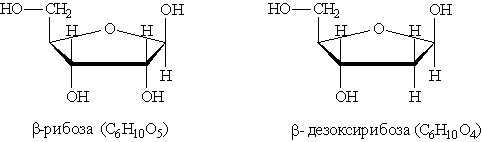 HO CH₂ OH HO CH₂ OH
H O H H O H
H H
OH OH OH H
β-рибоза (C₆H₁₀O₅) β- дезоксирибоза (C₆H₁₀O₄)